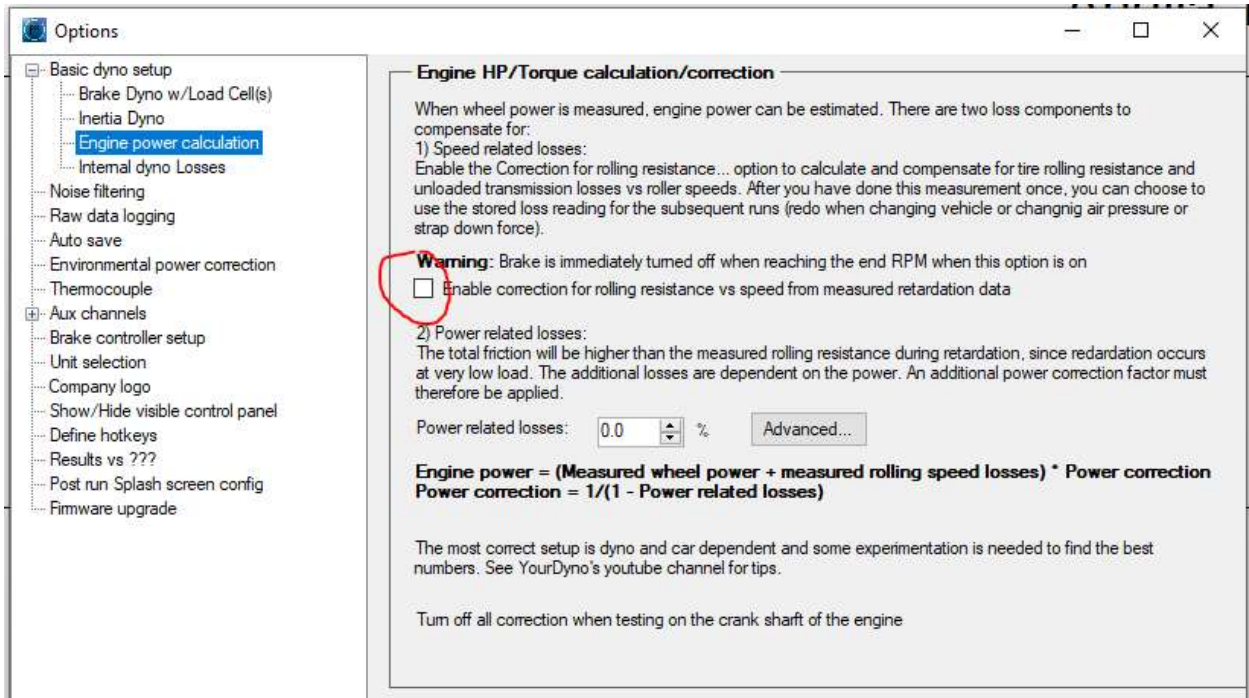 Options
Basic dyno setup
Brake Dyno w/Load Cell(s)
Inertia Dyno
Engine power calculation
Internal dyno Losses
Noise filtering
Raw data logging
Auto save
Environmental power correction
Thermocouple
Aux channels
Brake controller setup
Unit selection
Company logo
Show/Hide visible control panel
Define hotkeys
Results vs ???
Post run Splash screen config
Firmware upgrade
Engine HP/Torque calculation/correction
When wheel power is measured, engine power can be estimated. There are two loss components to
compensate for:
1) Speed related losses:
Enable the Correction for rolling resistance... option to calculate and compensate for tire rolling resistance and
unloaded transmission losses vs roller speeds. After you have done this measurement once, you can choose to
use the stored loss reading for the subsequent runs (redo when changing vehicle or changnig air pressure or
strap down force).
Warning: Brake is immediately turned off when reaching the end RPM when this option is on
Enable correction for rolling resistance vs speed from measured retardation data
2) Power related losses:
The total friction will be higher than the measured rolling resistance during retardation, since redardation occurs
at very low load. The additional losses are dependent on the power. An additional power correction factor must
therefore be applied.
Power related losses: 0.0 % Advanced...
Engine power = (Measured wheel power + measured rolling speed losses) * Power correction
Power correction = 1/(1 - Power related losses)
The most correct setup is dyno and car dependent and some experimentation is needed to find the best
numbers. See YourDyno's youtube channel for tips.
Turn off all correction when testing on the crank sharft of the engine